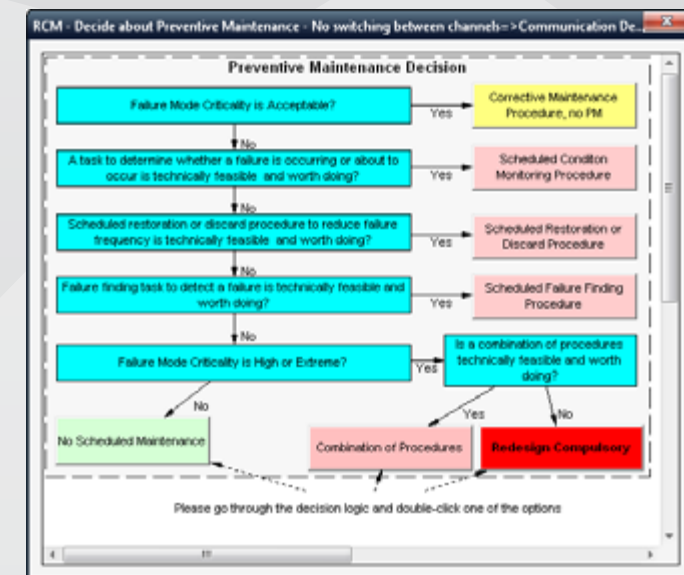 RCM - Decide about Preventive Maintenance - No switching between channels=>Communication De...
Preventive Maintenance Decision
Failure Mode Criticality is Acceptable?
Yes
Corrective Maintenance
Procedure, no PM
No
A task to determine whether a failure is occurring or about to
occur is technically feasible and worth doing?
Yes
Scheduled Conditon
Monitoring Procedure
No
Scheduled restoration or discard procedure to reduce failure
frequency is technically feasible and worth doing?
Yes
Scheduled Restoration or
Discard Procedure
No
Failure finding task to detect a failure is technically feasible and
worth doing?
Yes
Scheduled Failure Finding
Procedure
No
Failure Mode Criticality is High or Extreme?
Yes
Is a combination of procedures
technically feasible and worth
doing?
No
Yes
No
No Scheduled Maintenance
Combination of Procedures
Redesign Compulsory
Please go through the decision logic and double-click one of the options